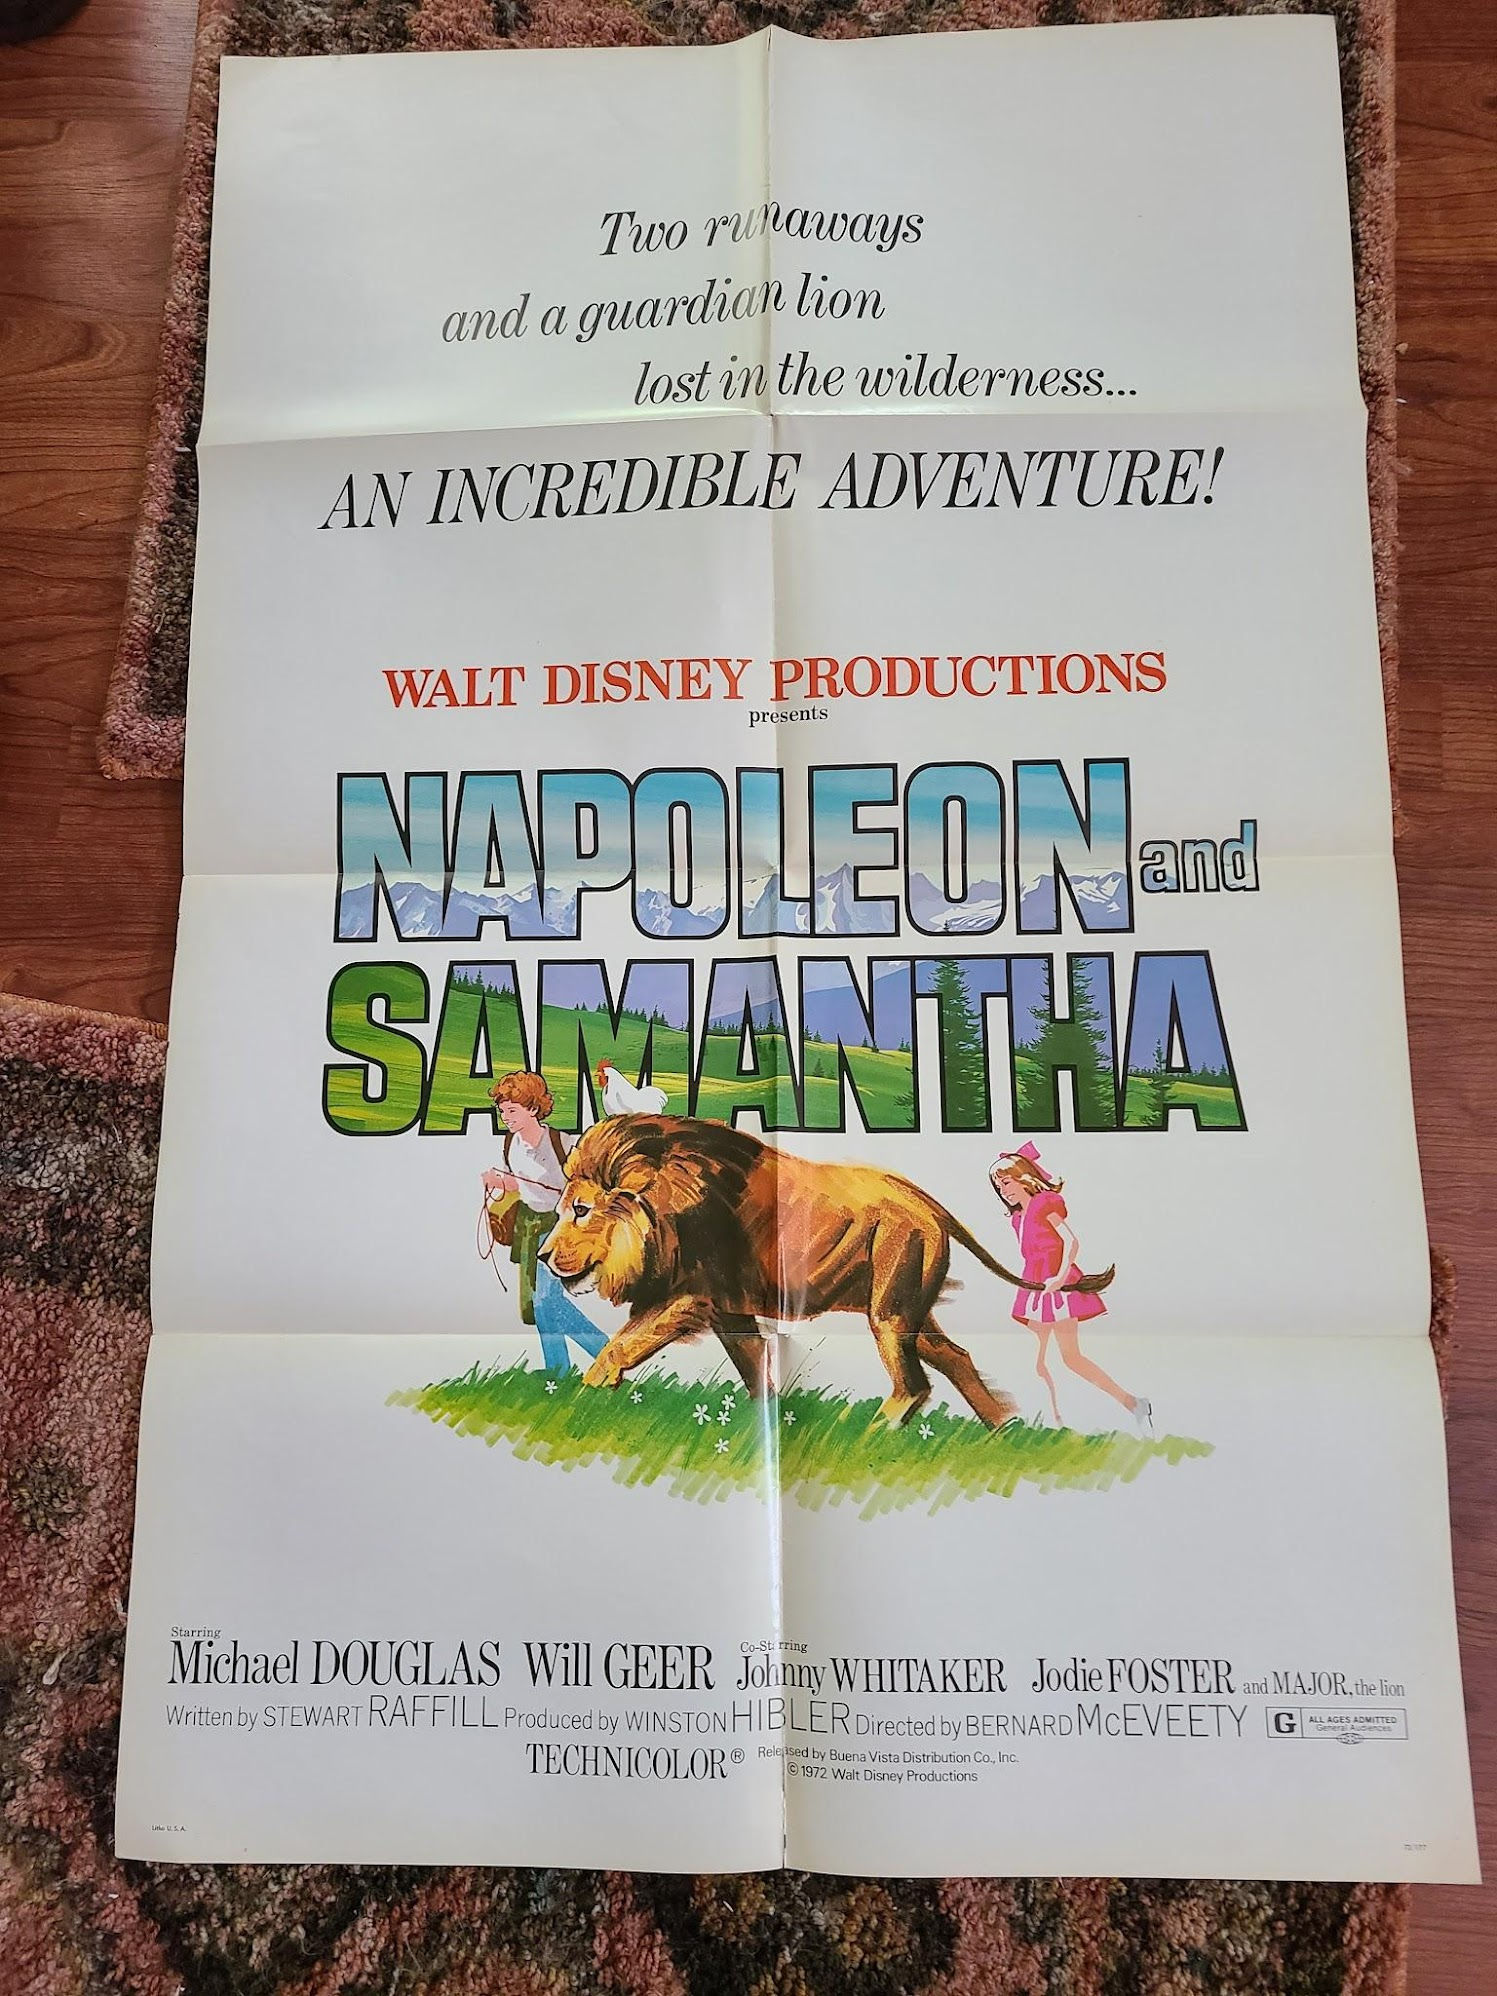 Two runaways
and a guardian lion
lost in the wilderness...
AN INCREDIBLE ADVENTURE!
WALT DISNEY PRODUCTIONS
presents
NAPOLEON and
SAMANTHA
Starring
Michael DOUGLAS Will GEER Co-Starring Johnny WHITAKER Jodie FOSTER and MAJOR, the lion
Written by STEWART RAFFILL Produced by WINSTON HIBLER Directed by BERNARD McEVEETY G ALL AGES ADMITTED
General Audiences
TECHNICOLOR® Released by Buena Vista Distribution Co., Inc.
© 1972 Walt Disney Productions
Litho U. S. A.